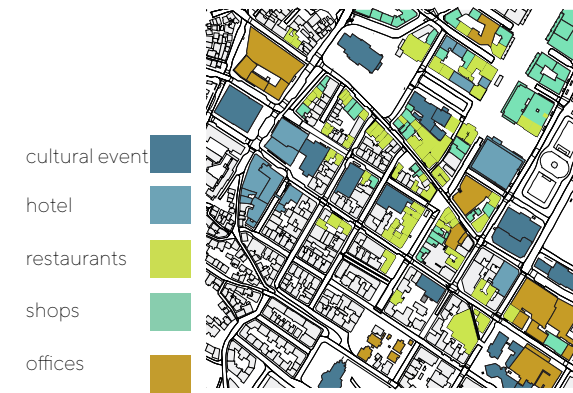 cultural event
hotel
restaurants
shops
offices